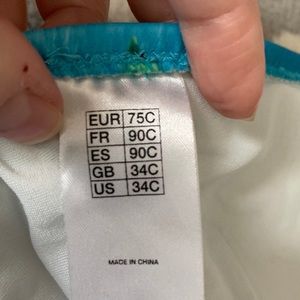 EUR 75C
FR 90C
ES 90C
GB 34C
US 34C
MADE IN CHINA